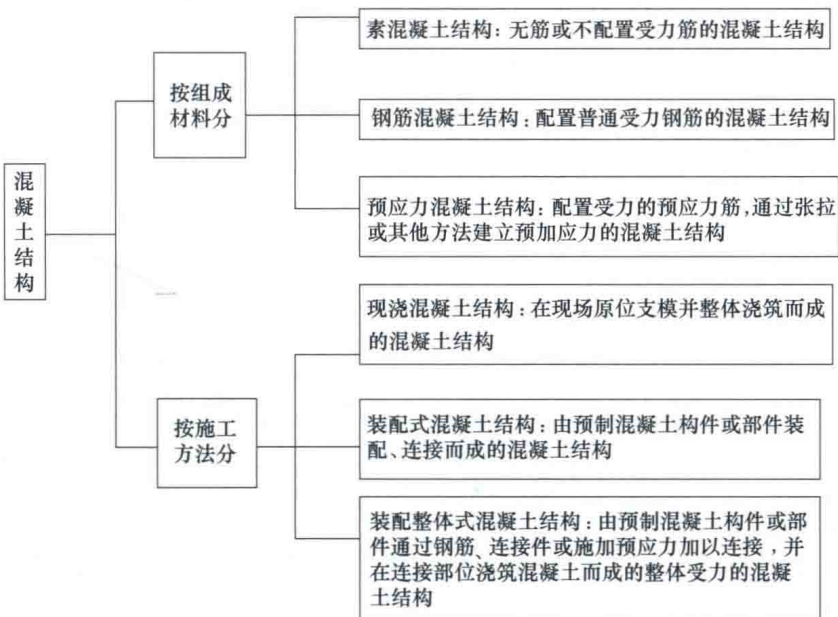 混凝土结构
按组成
材料分
素混凝土结构：无筋或不配置受力筋的混凝土结构
钢筋混凝土结构：配置普通受力钢筋的混凝土结构
预应力混凝土结构：配置受力的预应力筋，通过张拉
或其他方法建立预加应力的混凝土结构
按施工
方法分
现浇混凝土结构：在现场原位支模并整体浇筑而成
的混凝土结构
装配式混凝土结构：由预制混凝土构件或部件装
配、连接而成的混凝土结构
装配整体式混凝土结构：由预制混凝土构件或部
件通过钢筋、连接件或施加预应力加以连接，并
在连接部位浇筑混凝土而成的整体受力的混凝
土结构